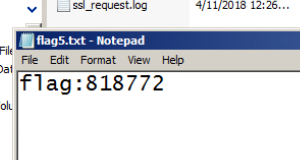 ssl_request.log 4/11/2018 12:26...
flag5.txt - Notepad
File Edit Format View Help
flag:818772